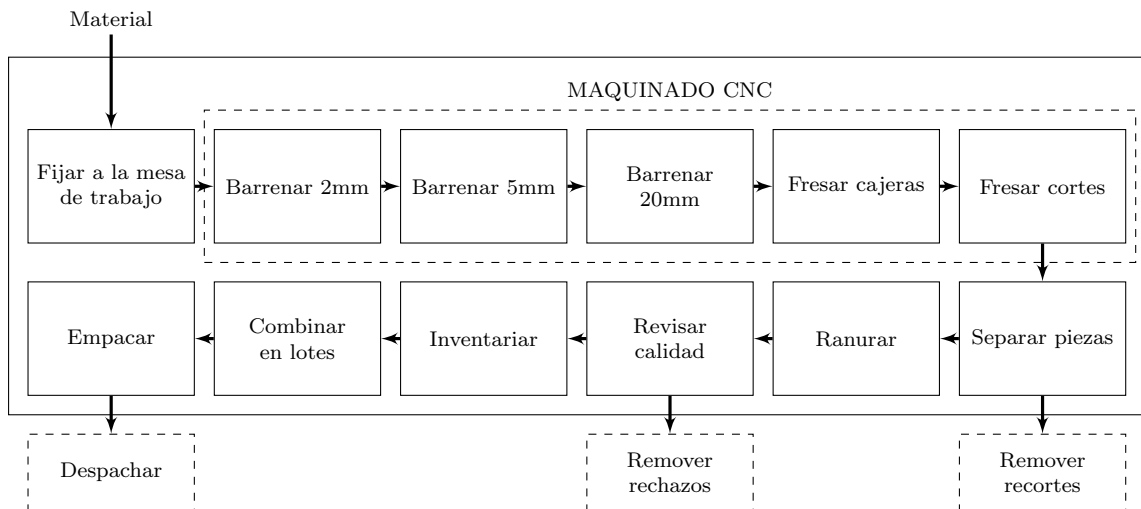 Material
MAQUINADO CNC
Fijar a la mesa
de trabajo
Barrenar 2mm
Barrenar 5mm
Barrenar
20mm
Fresar cajeras
Fresar cortes
Empacar
Combinar
en lotes
Inventariar
Revisar
calidad
Ranurar
Separar piezas
Despachar
Remover
rechazos
Remover
recortes